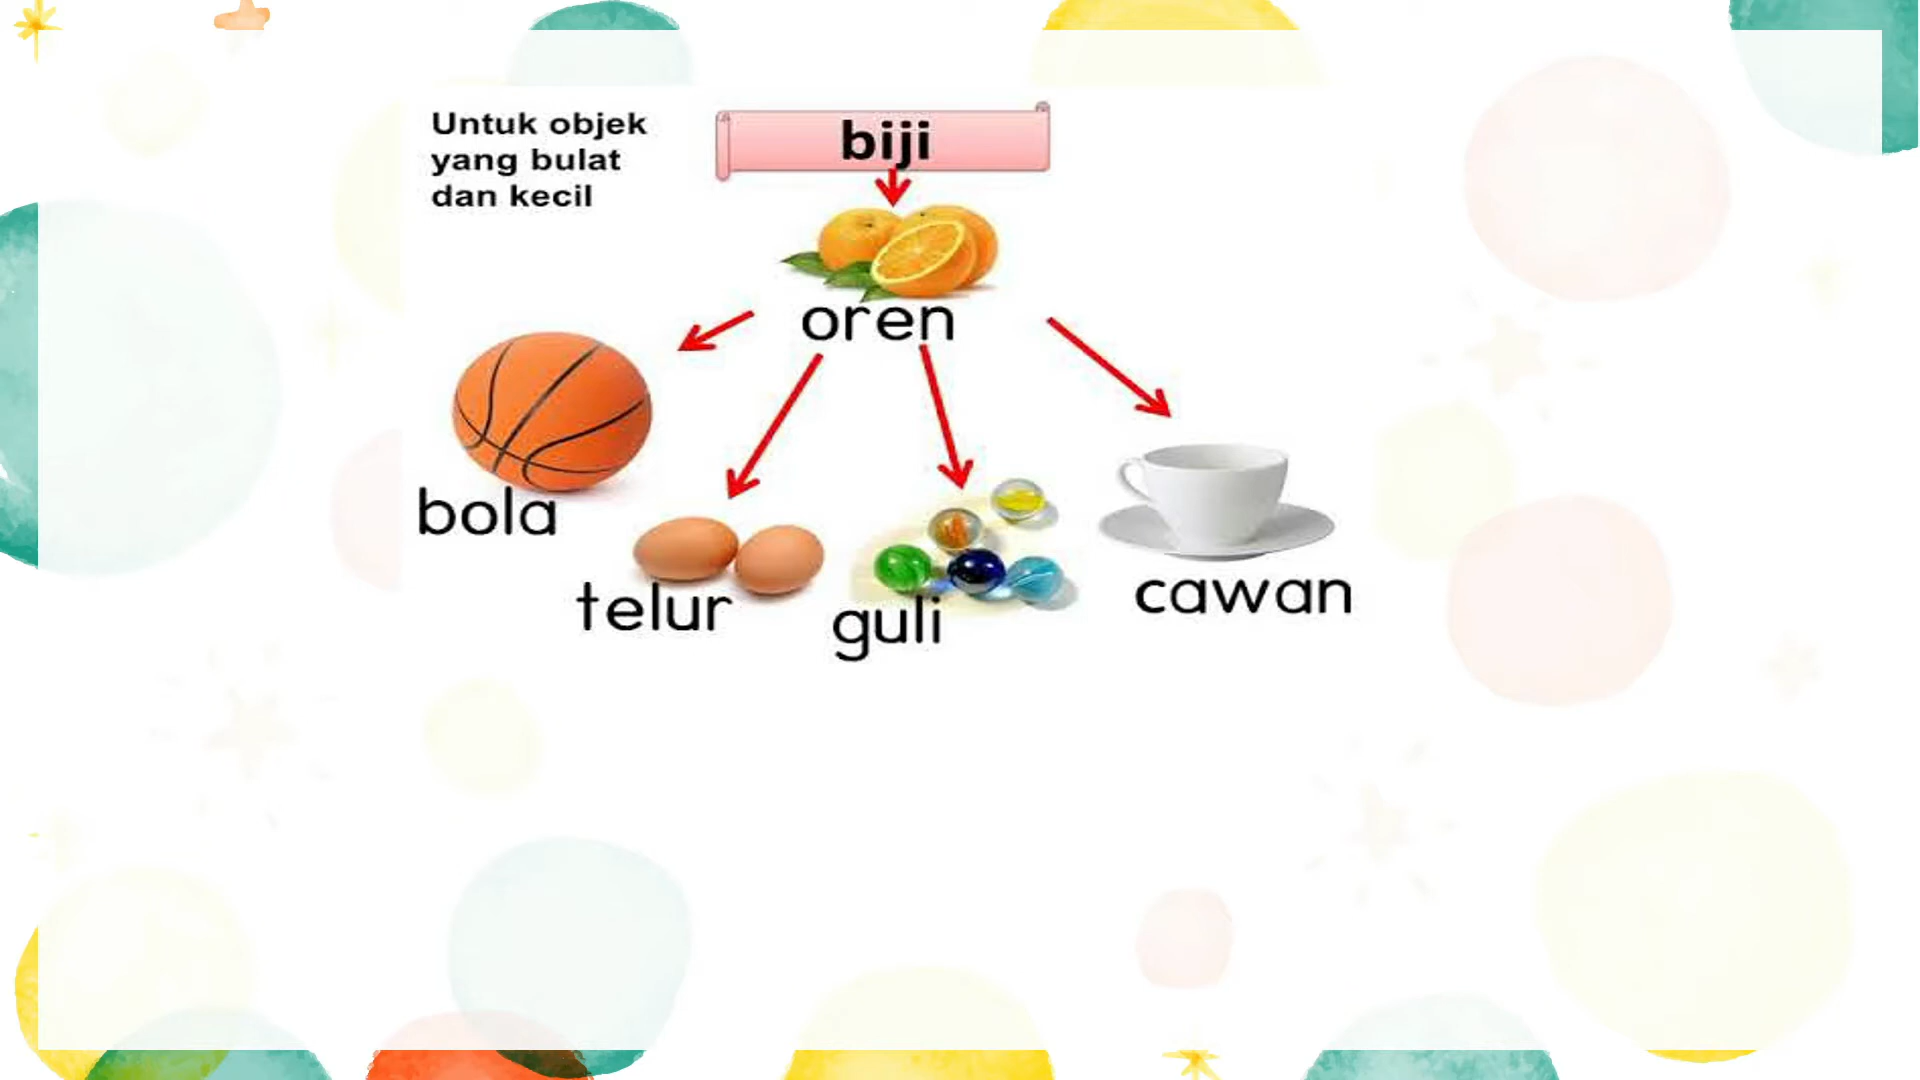 Untuk objek
yang bulat
dan kecil
biji
oren
bola
telur
guli
cawan